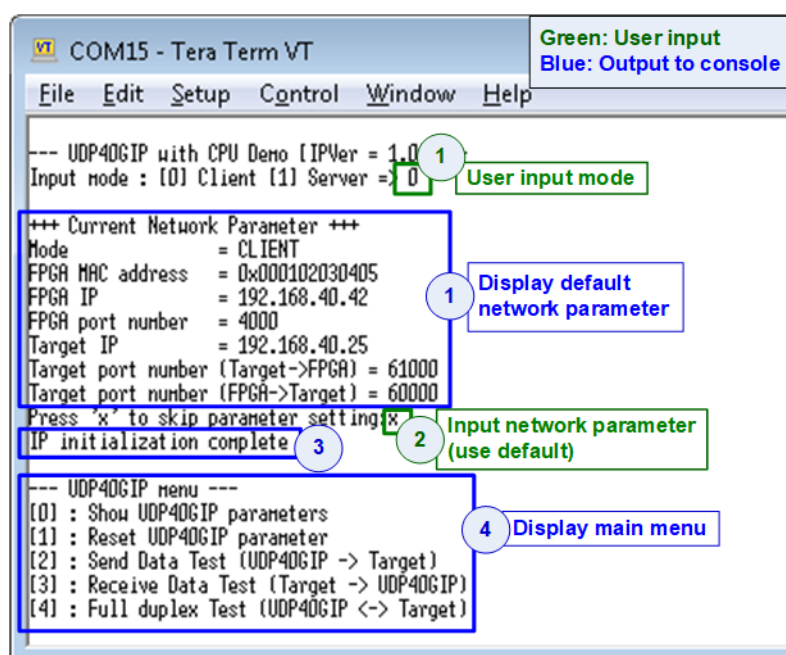 COM15 - Tera Term VT
Green: User input
Blue: Output to console
File Edit Setup Control Window Help
--- UDP40GIP with CPU Demo [IPVer = 1.0
1
Input mode : [0] Client [1] Server => 0
User input mode
+++ Current Network Parameter +++
Mode = CLIENT
FPGA MAC address = 0x000102030405
FPGA IP = 192.168.40.42
FPGA port number = 4000
Target IP = 192.168.40.25
Target port number (Target->FPGA) = 61000
Target port number (FPGA->Target) = 60000
1
Display default
network parameter
Press 'x' to skip parameter setting:x
IP initialization complete
3
2
Input network parameter
(use default)
--- UDP40GIP menu ---
[0] : Show UDP40GIP parameters
[1] : Reset UDP40GIP parameter
[2] : Send Data Test (UDP40GIP -> Target)
[3] : Receive Data Test (Target -> UDP40GIP)
[4] : Full duplex Test (UDP40GIP <-> Target)
4
Display main menu